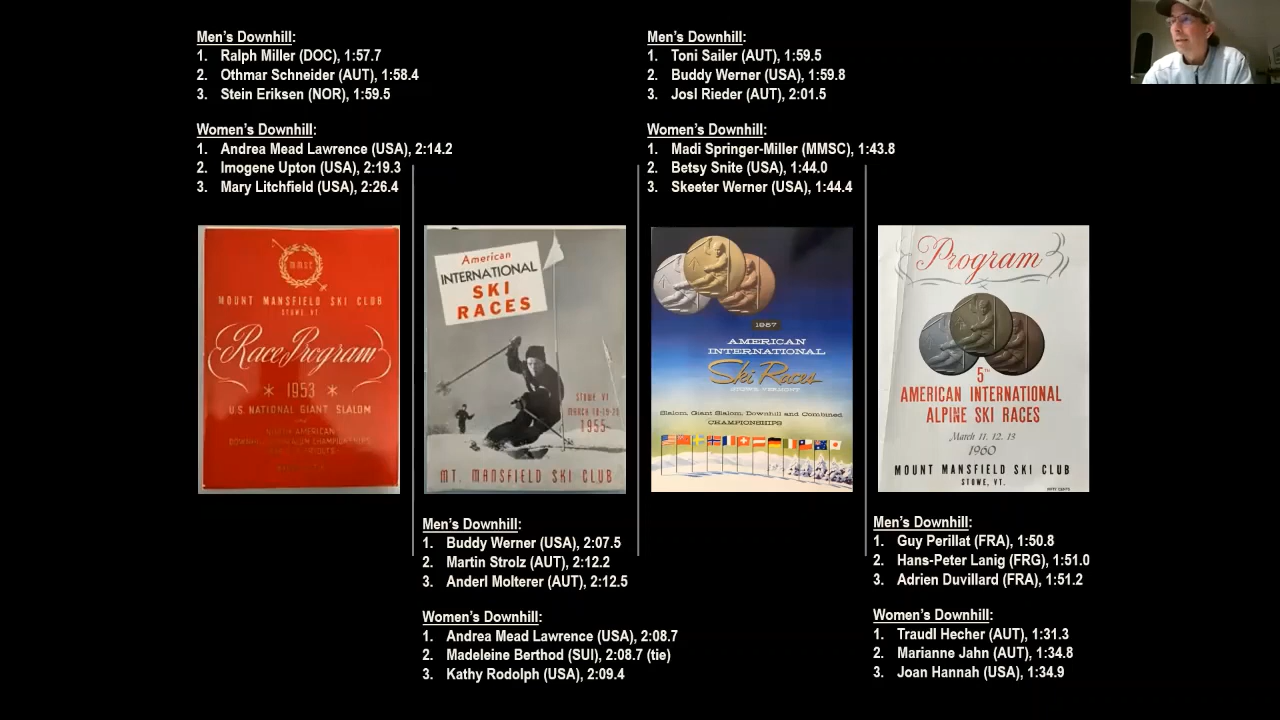 Men's Downhill:
1. Ralph Miller (DOC), 1:57.7
2. Othmar Schneider (AUT), 1:58.4
3. Stein Eriksen (NOR), 1:59.5
Women's Downhill:
1. Andrea Mead Lawrence (USA), 2:14.2
2. Imogene Upton (USA), 2:19.3
3. Mary Litchfield (USA), 2:26.4
Men's Downhill:
1. Toni Sailer (AUT), 1:59.5
2. Buddy Werner (USA), 1:59.8
3. Josl Rieder (AUT), 2:01.5
Women's Downhill:
1. Madi Springer-Miller (MMSC), 1:43.8
2. Betsy Snite (USA), 1:44.0
3. Skeeter Werner (USA), 1:44.4
MMSC
MOUNT MANSFIELD SKI CLUB
STOWE, VT.
Race Program
1953
U.S. NATIONAL GIANT SLALOM
American
INTERNATIONAL
SKI
RACES
STOWE VT
MARCH 18-19-20
1955
MT. MANSFIELD SKI CLUB
1957
AMERICAN
INTERNATIONAL
Ski Races
STOWE, VERMONT
Slalom, Giant Slalom, Downhill and Combined
CHAMPIONSHIPS
Program
5TH
AMERICAN INTERNATIONAL
ALPINE SKI RACES
March 11, 12, 13
1960
MOUNT MANSFIELD SKI CLUB
STOWE, VT.
Men's Downhill:
1. Buddy Werner (USA), 2:07.5
2. Martin Strolz (AUT), 2:12.2
3. Anderl Molterer (AUT), 2:12.5
Women's Downhill:
1. Andrea Mead Lawrence (USA), 2:08.7
2. Madeleine Berthod (SUI), 2:08.7 (tie)
3. Kathy Rodolph (USA), 2:09.4
Men's Downhill:
1. Guy Perillat (FRA), 1:50.8
2. Hans-Peter Lanig (FRG), 1:51.0
3. Adrien Duvillard (FRA), 1:51.2
Women's Downhill:
1. Traudl Hecher (AUT), 1:31.3
2. Marianne Jahn (AUT), 1:34.8
3. Joan Hannah (USA), 1:34.9